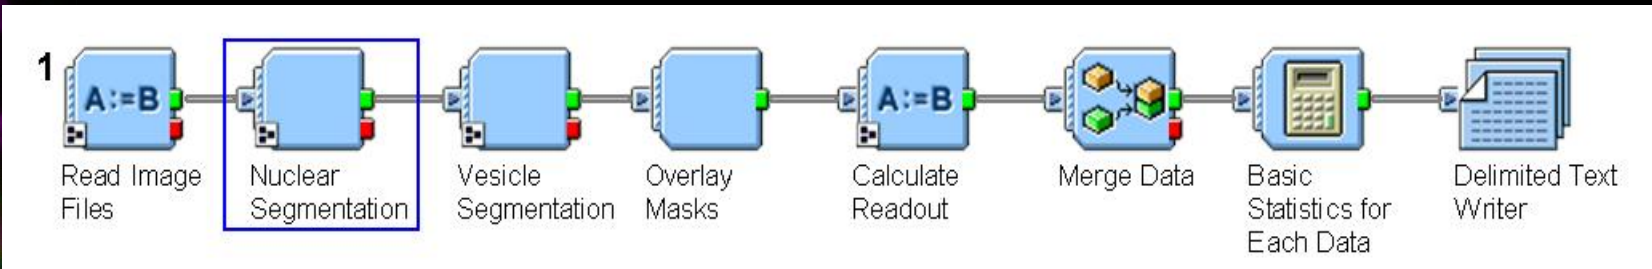 1
A:=B
A:=B
Read Image
Files
Nuclear
Segmentation
Vesicle
Segmentation
Overlay
Masks
Calculate
Readout
Merge Data
Basic
Statistics for
Each Data
Delimited Text
Writer